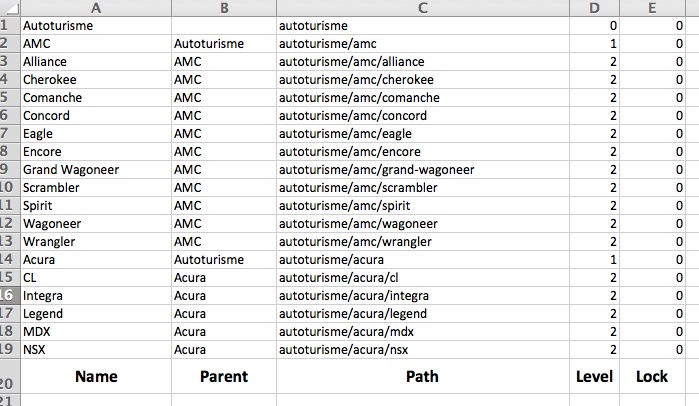 A B C D E
1 Autoturisme autoturisme 0 0
2 AMC Autoturisme autoturisme/amc 1 0
3 Alliance AMC autoturisme/amc/alliance 2 0
4 Cherokee AMC autoturisme/amc/cherokee 2 0
5 Comanche AMC autoturisme/amc/comanche 2 0
6 Concord AMC autoturisme/amc/concord 2 0
7 Eagle AMC autoturisme/amc/eagle 2 0
8 Encore AMC autoturisme/amc/encore 2 0
9 Grand Wagoneer AMC autoturisme/amc/grand-wagoneer 2 0
10 Scrambler AMC autoturisme/amc/scrambler 2 0
11 Spirit AMC autoturisme/amc/spirit 2 0
12 Wagoneer AMC autoturisme/amc/wagoneer 2 0
13 Wrangler AMC autoturisme/amc/wrangler 2 0
14 Acura Autoturisme autoturisme/acura 1 0
15 CL Acura autoturisme/acura/cl 2 0
16 Integra Acura autoturisme/acura/integra 2 0
17 Legend Acura autoturisme/acura/legend 2 0
18 MDX Acura autoturisme/acura/mdx 2 0
19 NSX Acura autoturisme/acura/nsx 2 0
20 Name Parent Path Level Lock
21